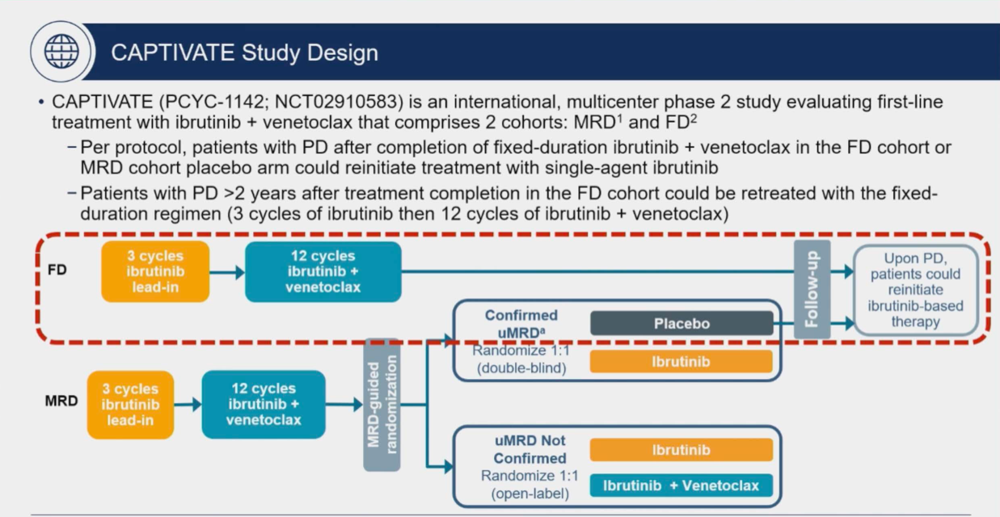 CAPTIVATE Study Design
• CAPTIVATE (PCYC-1142; NCT02910583) is an international, multicenter phase 2 study evaluating first-line
treatment with ibrutinib + venetoclax that comprises 2 cohorts: MRD¹ and FD²
– Per protocol, patients with PD after completion of fixed-duration ibrutinib + venetoclax in the FD cohort or
MRD cohort placebo arm could reinitiate treatment with single-agent ibrutinib
– Patients with PD >2 years after treatment completion in the FD cohort could be retreated with the fixed-
duration regimen (3 cycles of ibrutinib then 12 cycles of ibrutinib + venetoclax)
FD
3 cycles
ibrutinib
lead-in
12 cycles
ibrutinib +
venetoclax
Follow-up
Upon PD,
patients could
reinitiate
ibrutinib-based
therapy
Confirmed
uMRDᵃ
Randomize 1:1
(double-blind)
Placebo
Ibrutinib
MRD
3 cycles
ibrutinib
lead-in
12 cycles
ibrutinib +
venetoclax
MRD-guided
randomization
uMRD Not
Confirmed
Randomize 1:1
(open-label)
Ibrutinib
Ibrutinib + Venetoclax